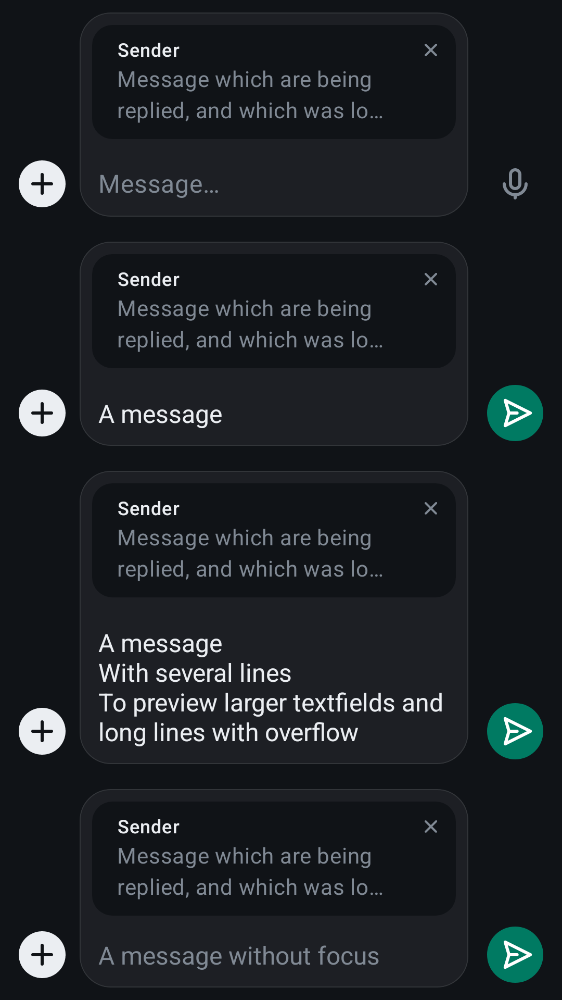 Sender
Message which are being
replied, and which was lo…
Message…
Sender
Message which are being
replied, and which was lo…
A message
Sender
Message which are being
replied, and which was lo…
A message
With several lines
To preview larger textfields and
long lines with overflow
Sender
Message which are being
replied, and which was lo…
A message without focus